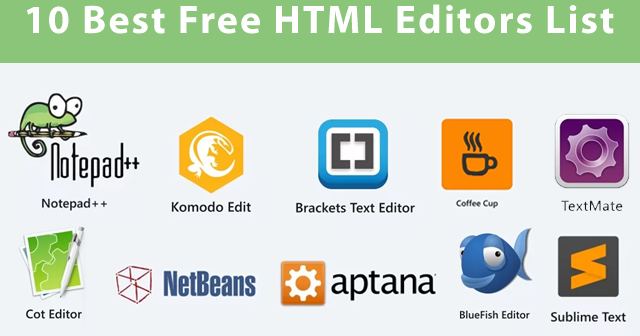 10 Best Free HTML Editors List
Notepad++
Notepad++
Komodo Edit
Brackets Text Editor
Coffee Cup
TextMate
Cot Editor
NetBeans
aptana
BlueFish Editor
Sublime Text